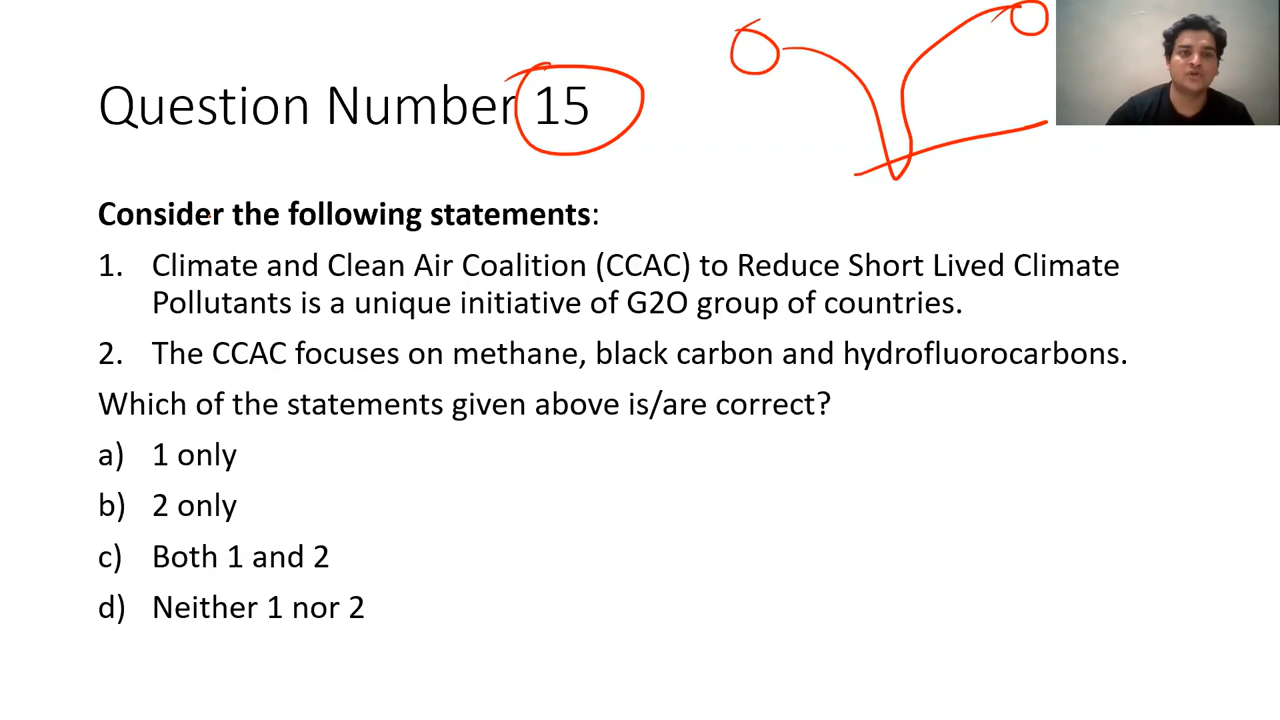 Question Number 15
Consider the following statements:
1. Climate and Clean Air Coalition (CCAC) to Reduce Short Lived Climate
Pollutants is a unique initiative of G2O group of countries.
2. The CCAC focuses on methane, black carbon and hydrofluorocarbons.
Which of the statements given above is/are correct?
a) 1 only
b) 2 only
c) Both 1 and 2
d) Neither 1 nor 2